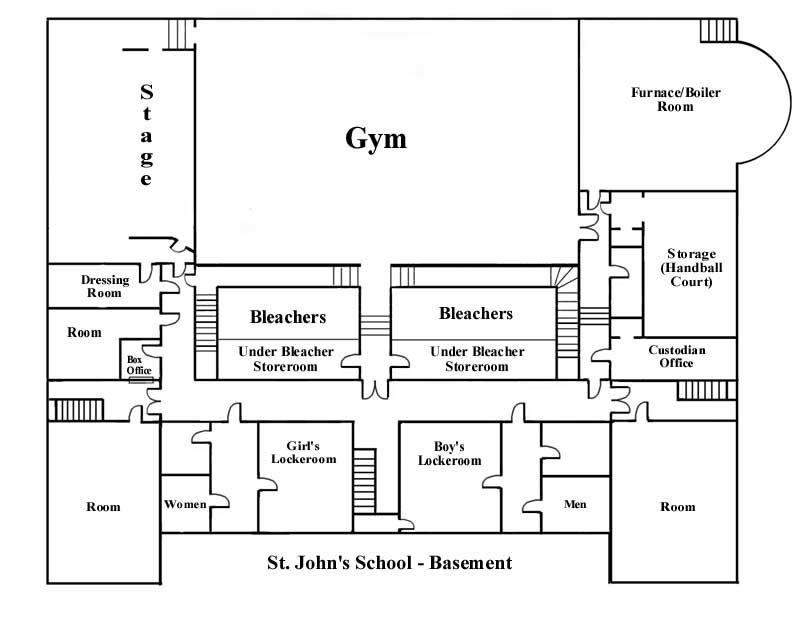 Stage
Gym
Furnace/Boiler
Room
Storage
(Handball
Court)
Dressing
Room
Bleachers
Bleachers
Room
Under Bleacher
Storeroom
Under Bleacher
Storeroom
Custodian
Office
Box
Office
Girl's
Lockeroom
Boy's
Lockeroom
Room
Women
Men
Room
St. John's School - Basement